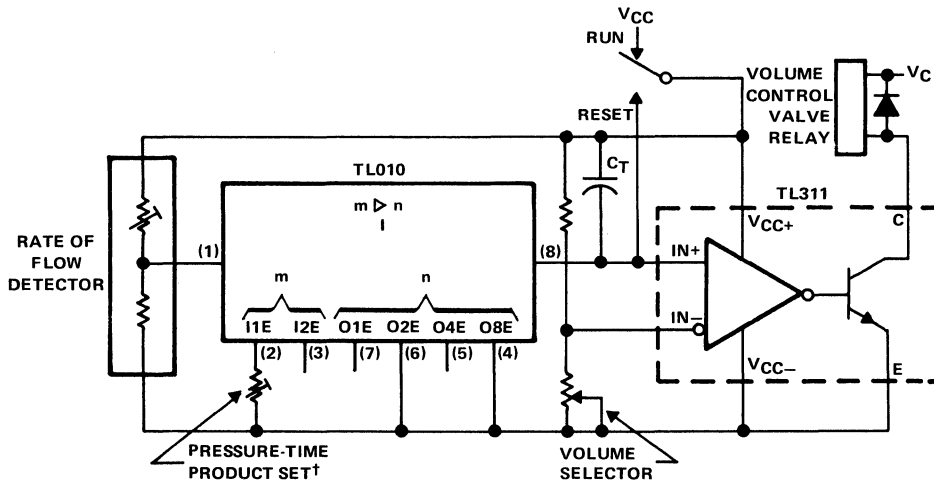 VCC
RUN
VOLUME
CONTROL
VALVE
RELAY
VC
RESET
CT
TL010
TL311
m ▷ n
I
C
VCC+
RATE OF
FLOW
DETECTOR
(1)
(8)
IN+
m
n
I1E I2E O1E O2E O4E O8E
IN−
(2) (3) (7) (6) (5) (4)
VCC−
E
PRESSURE-TIME
PRODUCT SET†
VOLUME
SELECTOR